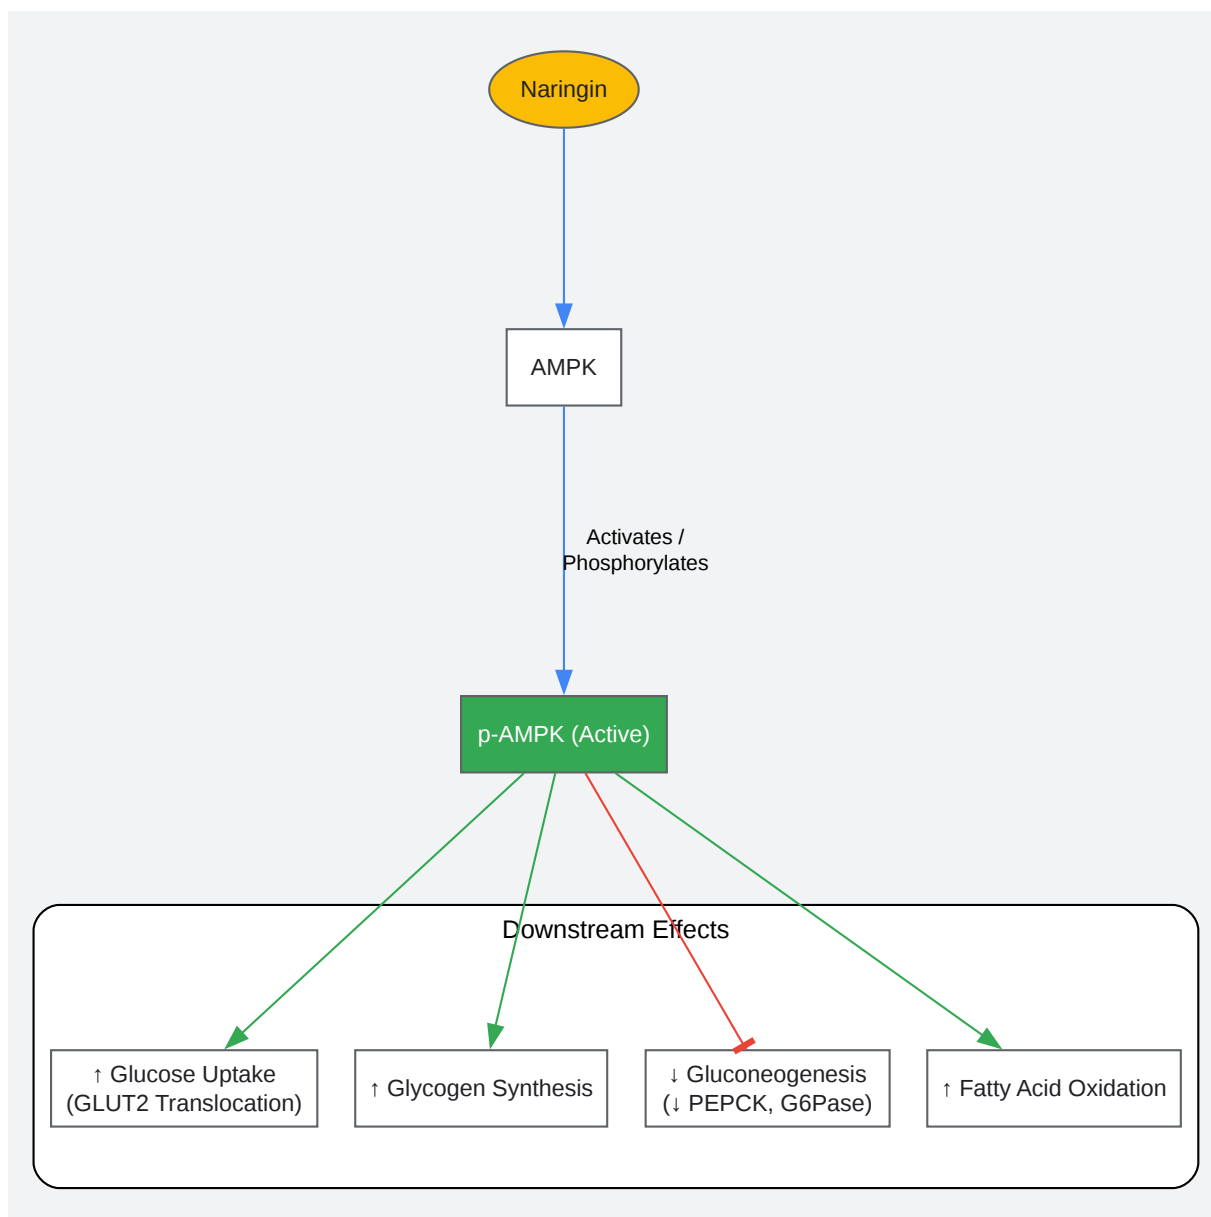 Naringin
AMPK
Activates /
Phosphorylates
p-AMPK (Active)
Downstream Effects
↑ Glucose Uptake
(GLUT2 Translocation)
↑ Glycogen Synthesis
↓ Gluconeogenesis
(↓ PEPCK, G6Pase)
↑ Fatty Acid Oxidation